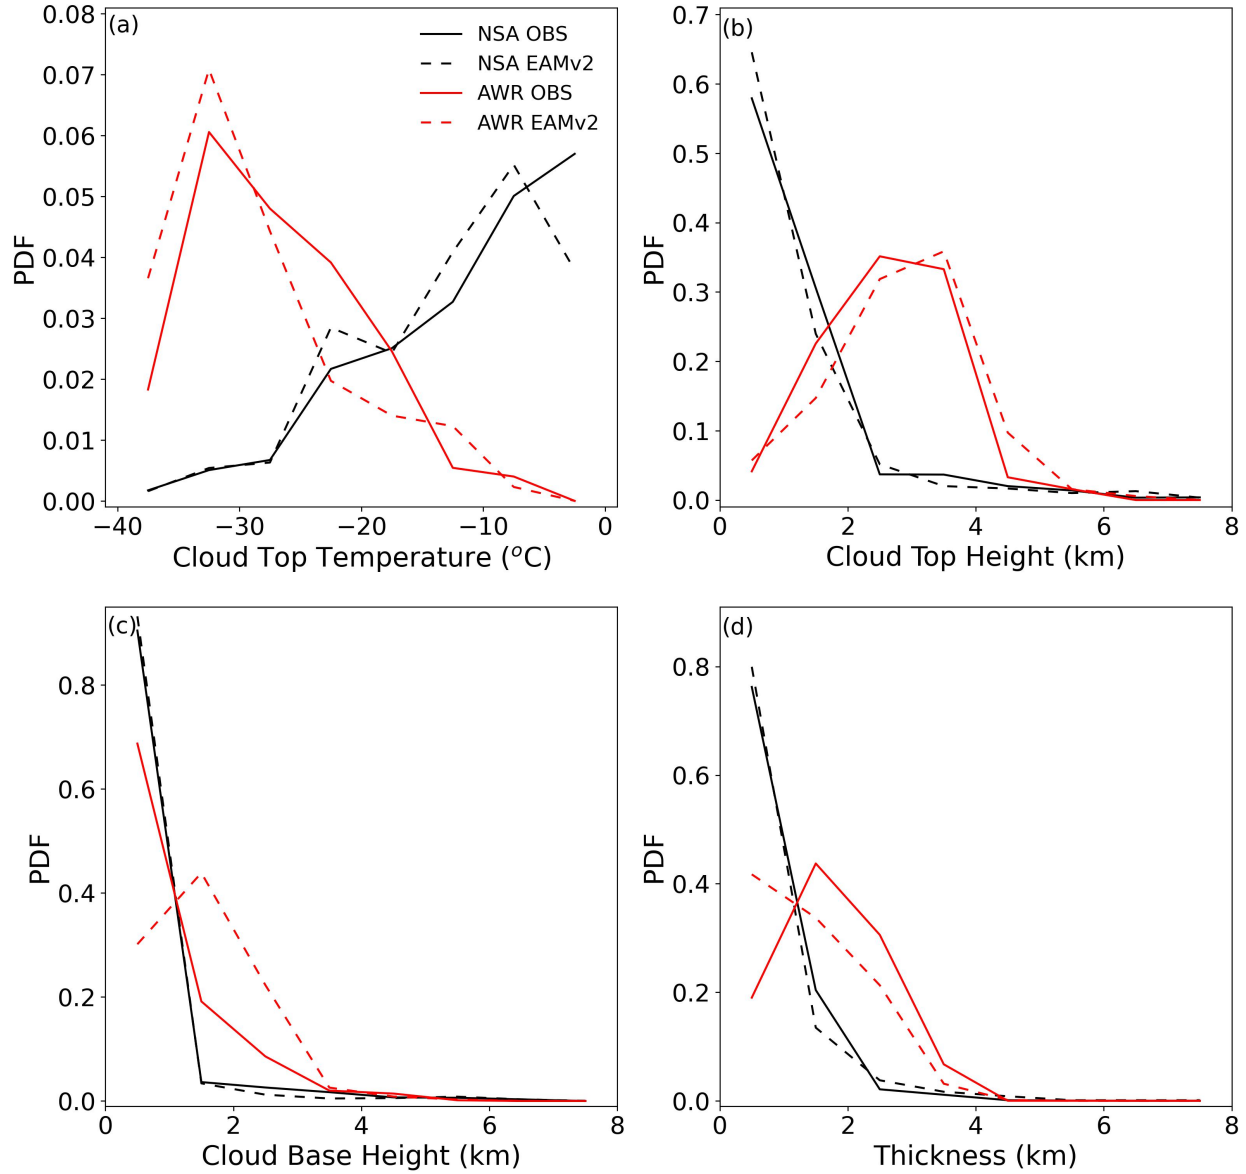 (a)
0.08
0.07
0.06
0.05
0.04
0.03
0.02
0.01
0.00
PDF
NSA OBS
NSA EAMv2
AWR OBS
AWR EAMv2
−40 −30 −20 −10 0
Cloud Top Temperature (°C)
(b)
0.7
0.6
0.5
0.4
0.3
0.2
0.1
0.0
PDF
0 2 4 6 8
Cloud Top Height (km)
(c)
0.8
0.6
0.4
0.2
0.0
PDF
0 2 4 6 8
Cloud Base Height (km)
(d)
0.8
0.6
0.4
0.2
0.0
PDF
0 2 4 6 8
Thickness (km)